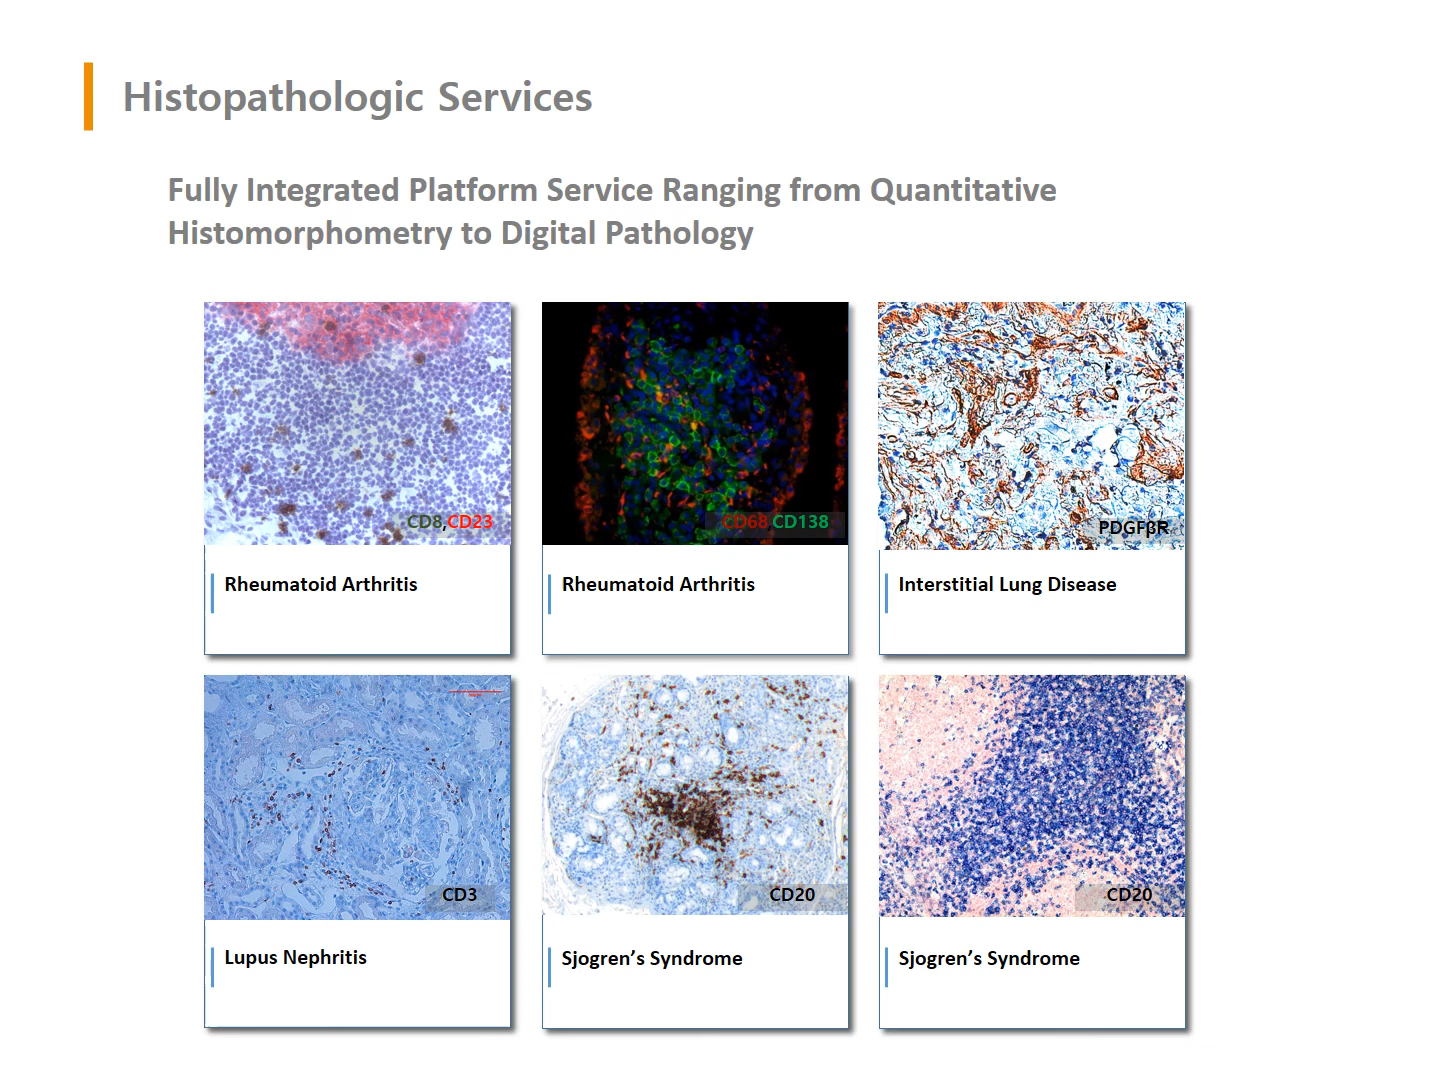 Histopathologic Services
Fully Integrated Platform Service Ranging from Quantitative
Histomorphometry to Digital Pathology
CD8,CD23
CD68 CD138
PDGFβR
Rheumatoid Arthritis
Rheumatoid Arthritis
Interstitial Lung Disease
CD3
CD20
CD20
Lupus Nephritis
Sjogren’s Syndrome
Sjogren’s Syndrome